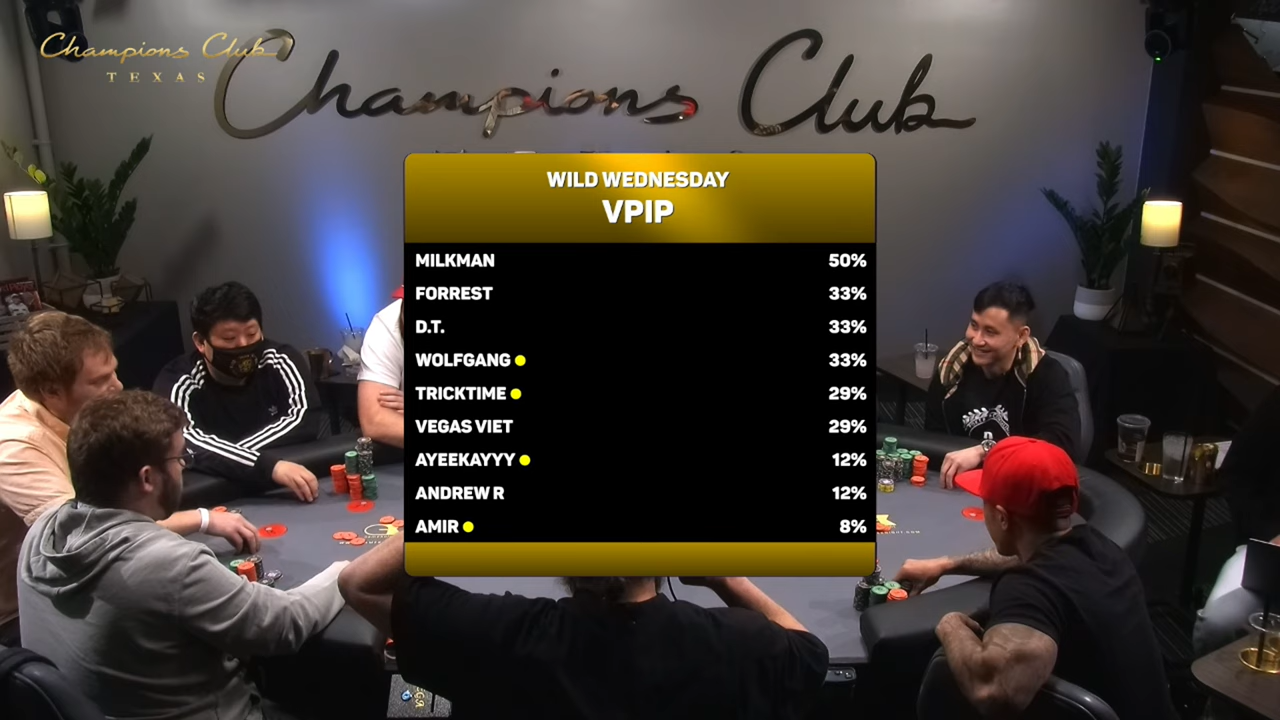 Champions Club
TEXAS
Champions Club
WILD WEDNESDAY
VPIP
MILKMAN 50%
FORREST 33%
D.T. 33%
WOLFGANG 33%
TRICKTIME 29%
VEGAS VIET 29%
AYEEKAYYY 12%
ANDREW R 12%
AMIR 8%